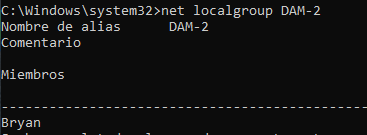 C:\Windows\system32>net localgroup DAM-2
Nombre de alias DAM-2
Comentario
Miembros
-------------------------------------------------
Bryan